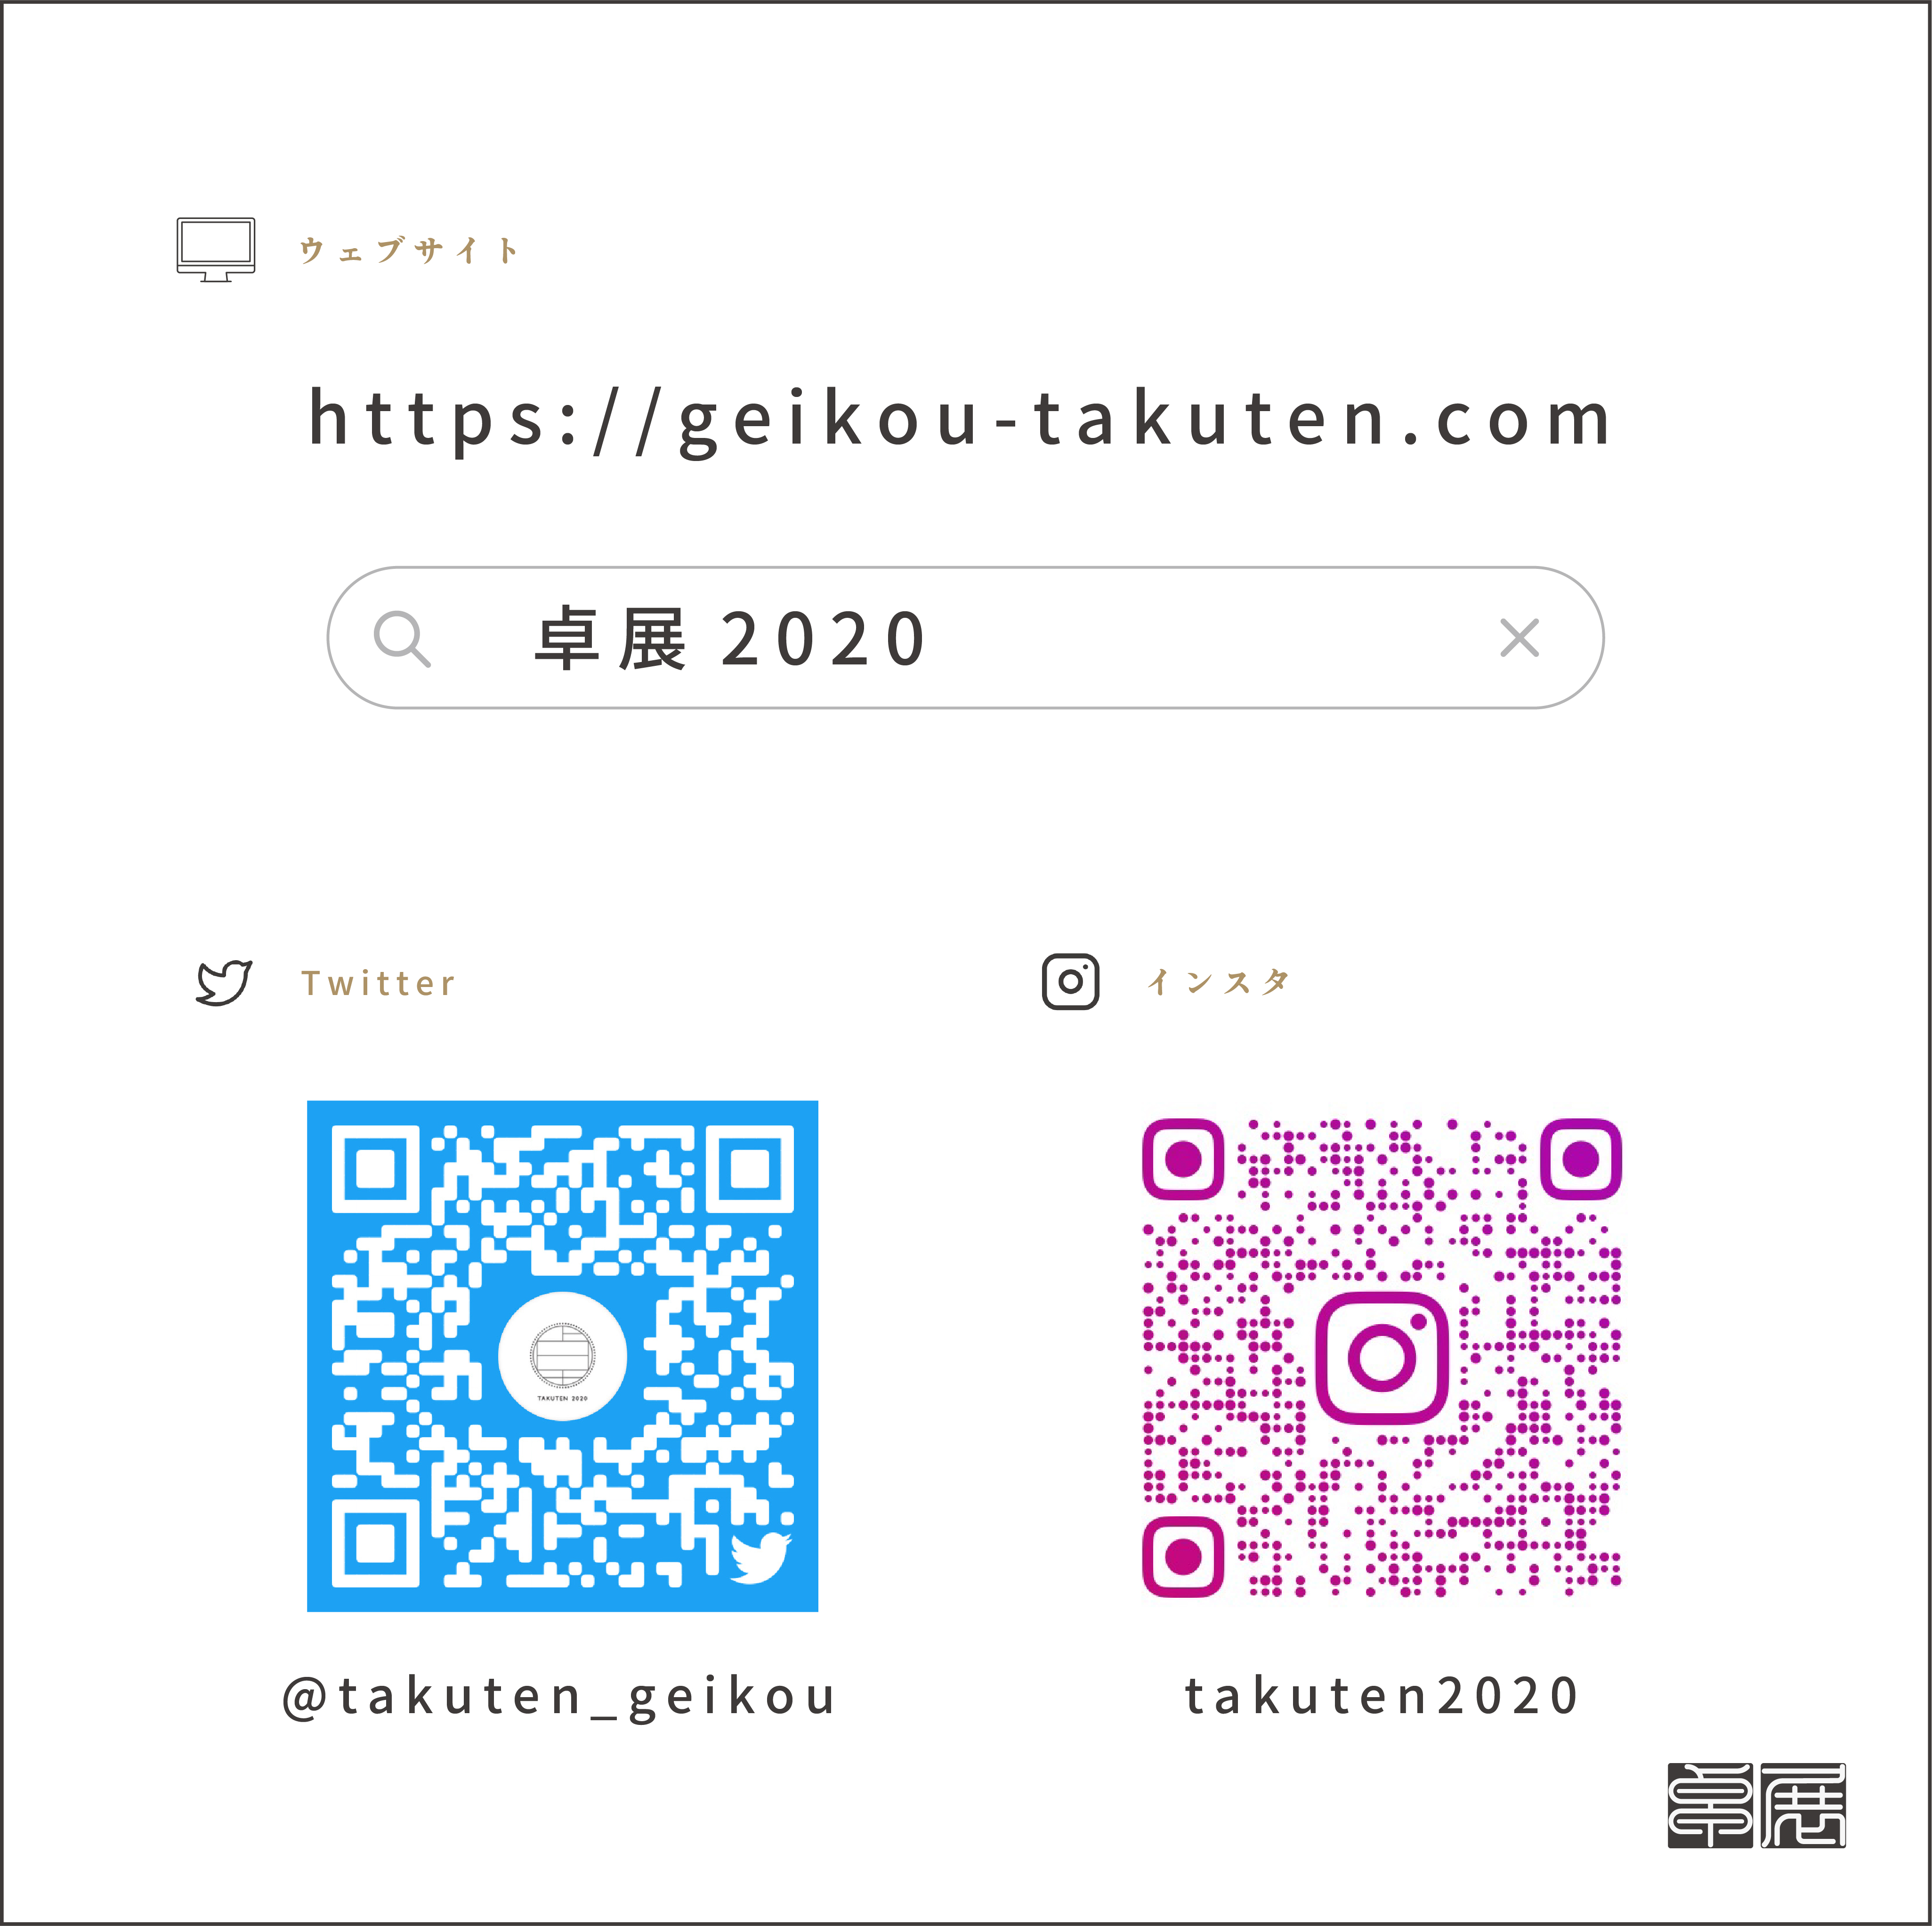 ウェブサイト
https://geikou-takuten.com
卓展 2020
Twitter
インスタ
TAKUTEN 2020
@takuten_geikou
takuten2020
卓展